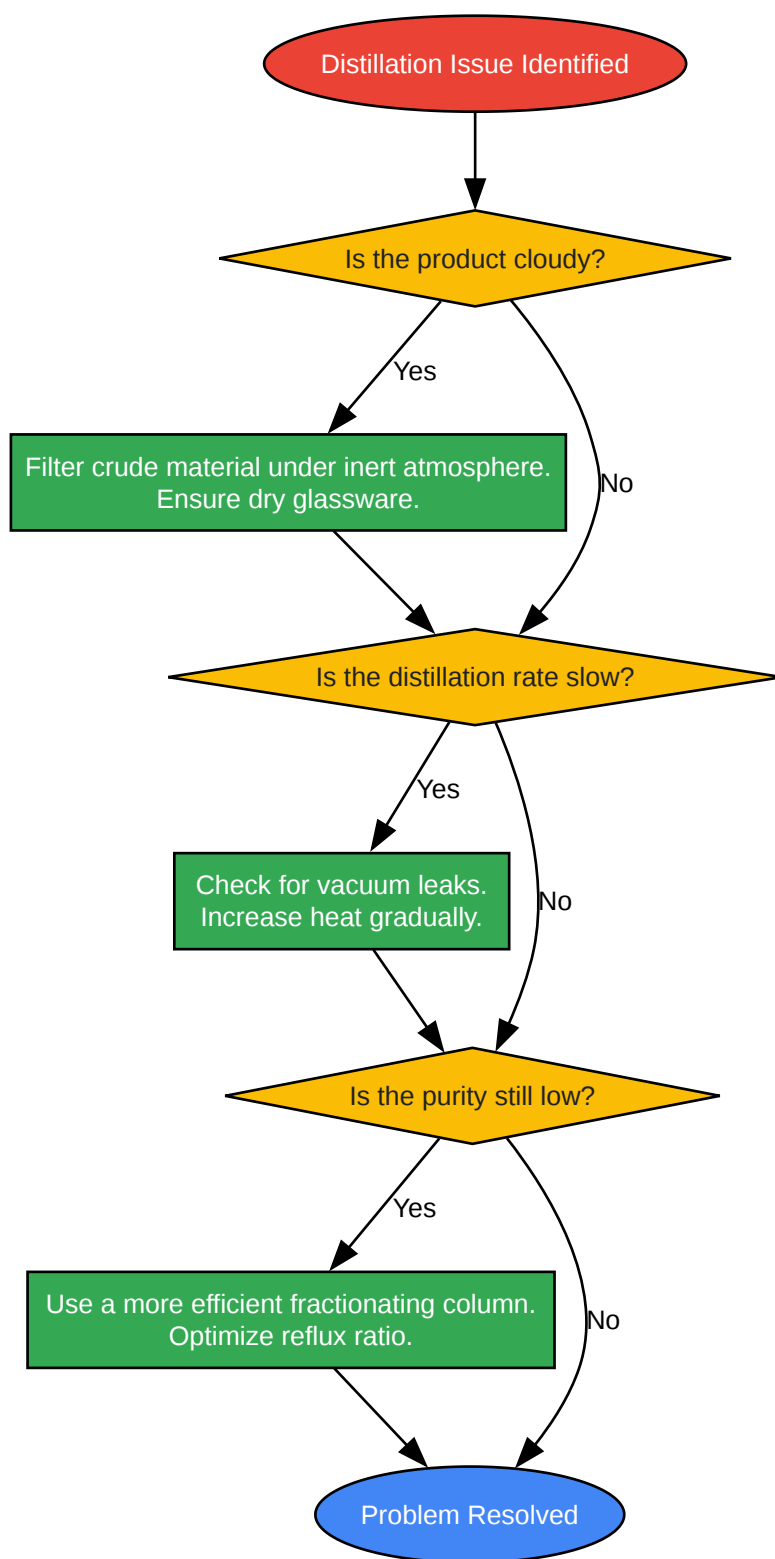 Distillation Issue Identified
Is the product cloudy?
Yes
Filter crude material under inert atmosphere.
Ensure dry glassware.
No
Is the distillation rate slow?
Yes
Check for vacuum leaks.
Increase heat gradually.
No
Is the purity still low?
Yes
Use a more efficient fractionating column.
Optimize reflux ratio.
No
Problem Resolved